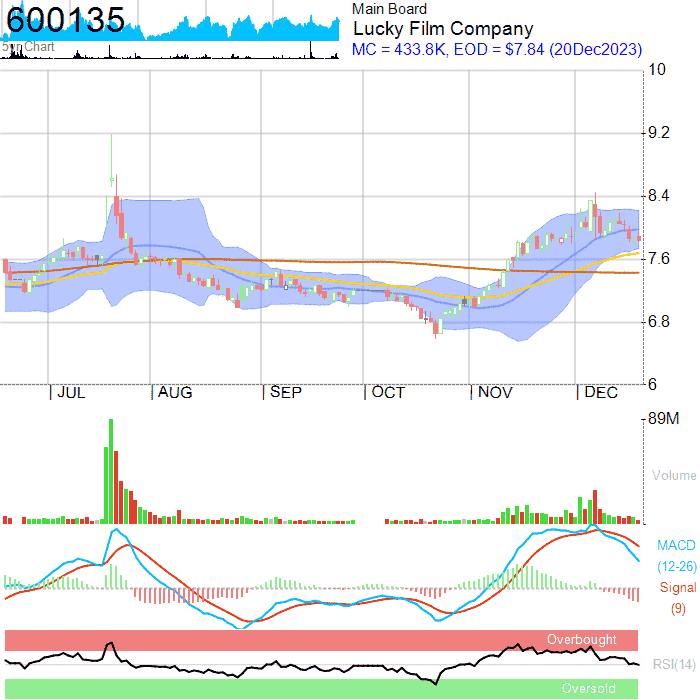 600135
5yr Chart
Main Board
Lucky Film Company
MC = 433.8K, EOD = $7.84 (20Dec2023)
10
9.2
8.4
7.6
6.8
6
JUL AUG SEP OCT NOV DEC
89M
Volume
MACD
(12-26)
Signal
(9)
Overbought
RSI(14)
Oversold